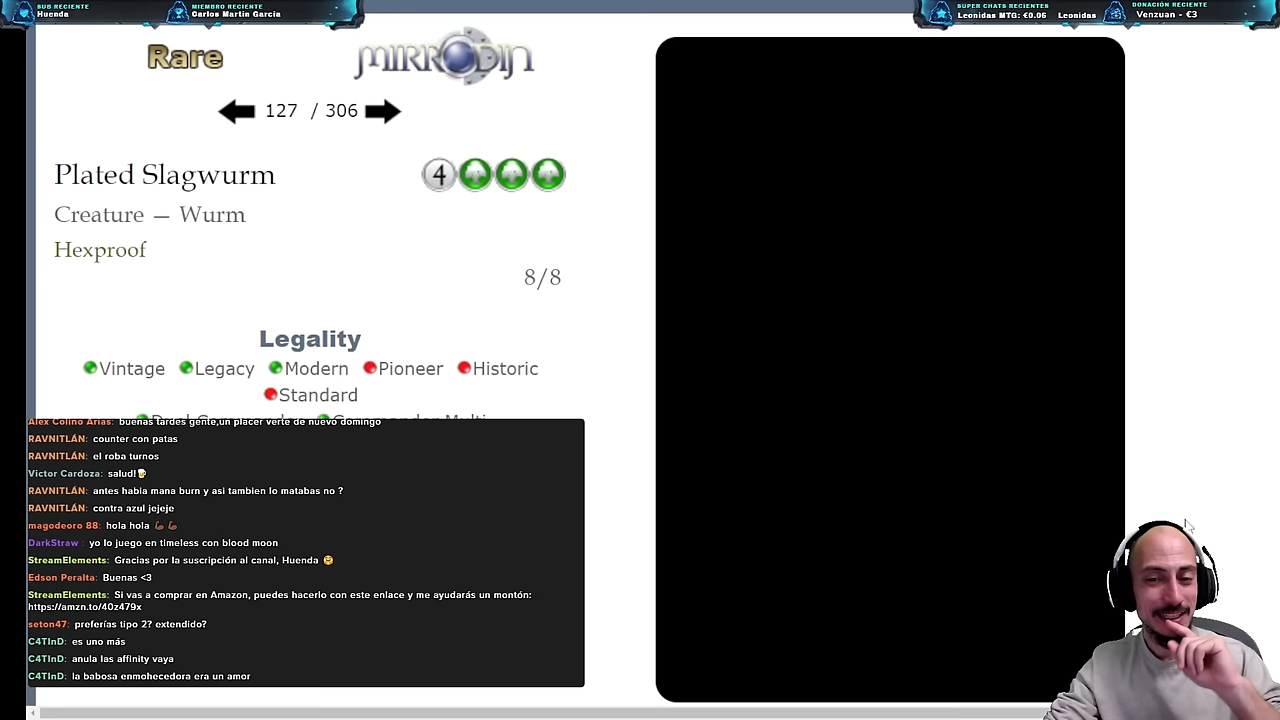 SUB RECIENTE
Huenda
MIEMBRO RECIENTE
Carlos Martin Garcia
SUPER CHATS RECIENTES
Leonidas MTG: €0.05 Leonidas
DONACIÓN RECIENTE
Venzuan - €3
Rare
MIRRODIN
127 / 306
Plated Slagwurm
4
Creature — Wurm
Hexproof
8/8
Legality
Vintage Legacy Modern Pioneer Historic
Standard
Duel Commander Commander Multi
Alex Colino Arias: buenas tardes gente,un placer verte de nuevo domingo
RAVNITLÁN: counter con patas
RAVNITLÁN: el roba turnos
Victor Cardoza: salud!🍺
RAVNITLÁN: antes habia mana burn y asi tambien lo matabas no ?
RAVNITLÁN: contra azul jejeje
magodeoro 88: hola hola 💪🏾 💪🏾
DarkStraw : yo lo juego en timeless con blood moon
StreamElements: Gracias por la suscripción al canal, Huenda 🤗
Edson Peralta: Buenas <3
StreamElements: Si vas a comprar en Amazon, puedes hacerlo con este enlace y me ayudarás un montón:
https://amzn.to/40z479x
seton47: preferías tipo 2? extendido?
C4TInD: es uno más
C4TInD: anula las affinity vaya
C4TInD: la babosa enmohecedora era un amor